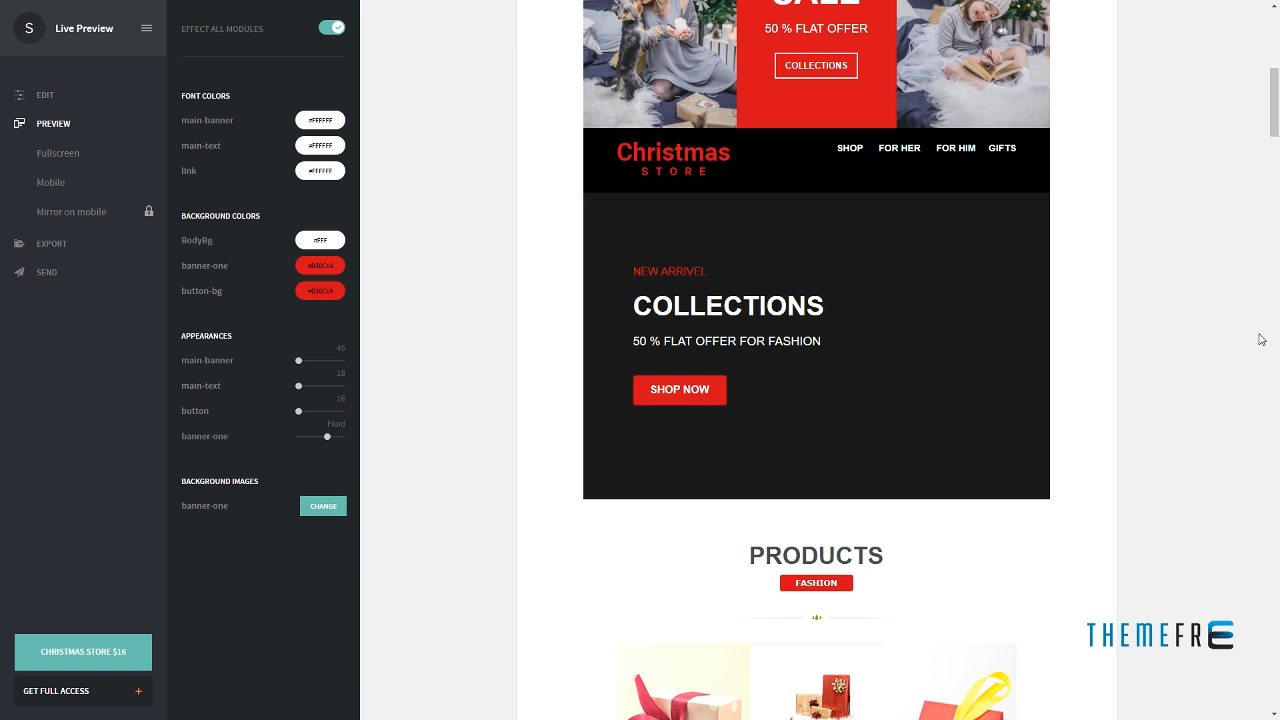 S
Live Preview
EDIT
PREVIEW
Fullscreen
Mobile
Mirror on mobile
EXPORT
SEND
CHRISTMAS STORE $16
GET FULL ACCESS +
EFFECT ALL MODULES
FONT COLORS
main-banner #FFFFFF
main-text #FFFFFF
link #FFFFFF
BACKGROUND COLORS
BodyBg #FFF
banner-one
button-bg
APPEARANCES
45
main-banner
18
main-text
16
button
Fluid
banner-one
BACKGROUND IMAGES
banner-one CHANGE
SALE
50 % FLAT OFFER
COLLECTIONS
Christmas
STORE
SHOP FOR HER FOR HIM GIFTS
NEW ARRIVEL
COLLECTIONS
50 % FLAT OFFER FOR FASHION
SHOP NOW
PRODUCTS
FASHION
THEMEFRE